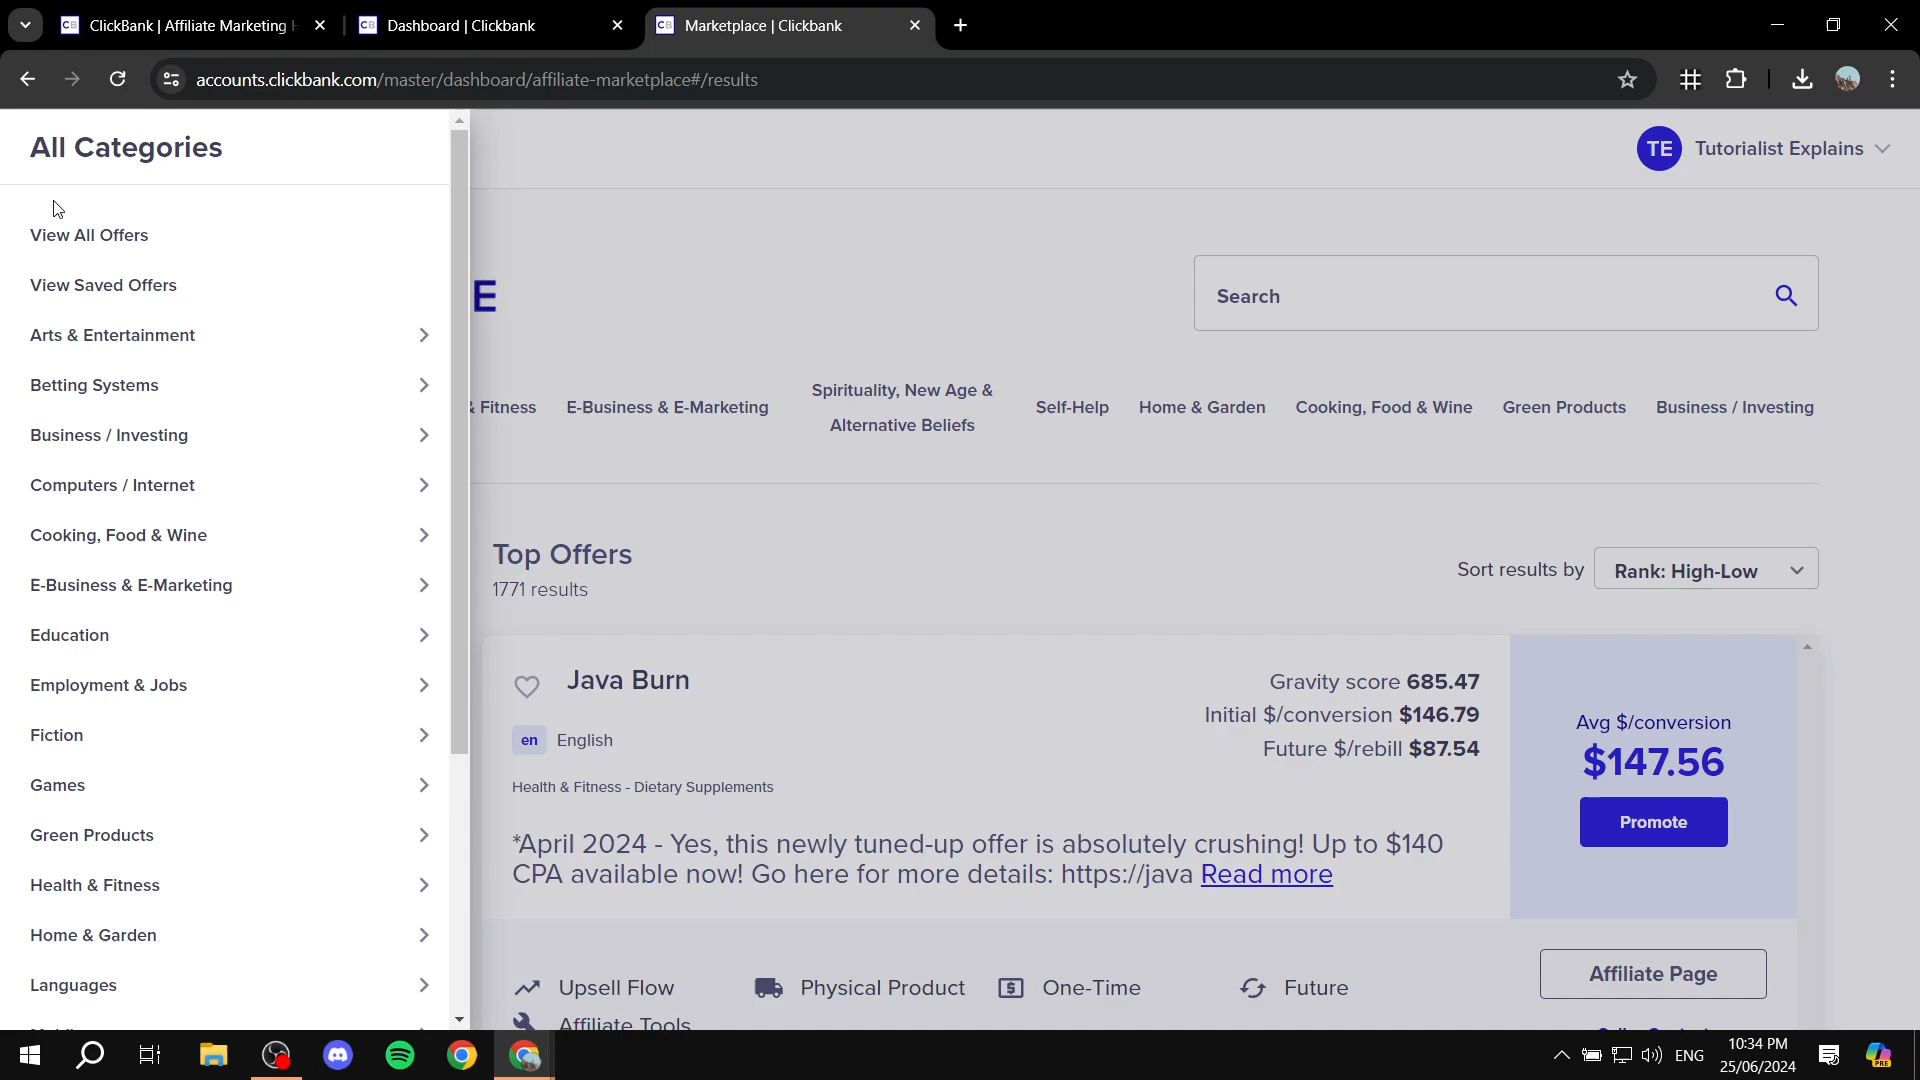 ClickBank | Affiliate Marketing
Dashboard | Clickbank
Marketplace | Clickbank
accounts.clickbank.com/master/dashboard/affiliate-marketplace#/results
All Categories
TE Tutorialist Explains
View All Offers
View Saved Offers
E
Search
Arts & Entertainment
Betting Systems
Business / Investing
Computers / Internet
Cooking, Food & Wine
E-Business & E-Marketing
Education
Employment & Jobs
Fiction
Games
Green Products
Health & Fitness
Home & Garden
Languages
& Fitness
E-Business & E-Marketing
Spirituality, New Age &
Alternative Beliefs
Self-Help
Home & Garden
Cooking, Food & Wine
Green Products
Business / Investing
Top Offers
1771 results
Sort results by
Rank: High-Low
Java Burn
en English
Health & Fitness - Dietary Supplements
Gravity score 685.47
Initial $/conversion $146.79
Future $/rebill $87.54
*April 2024 - Yes, this newly tuned-up offer is absolutely crushing! Up to $140
CPA available now! Go here for more details: https://java Read more
Avg $/conversion
$147.56
Promote
Upsell Flow
Physical Product
One-Time
Future
Affiliate Tools
Affiliate Page
ENG
10:34 PM
25/06/2024
PRE